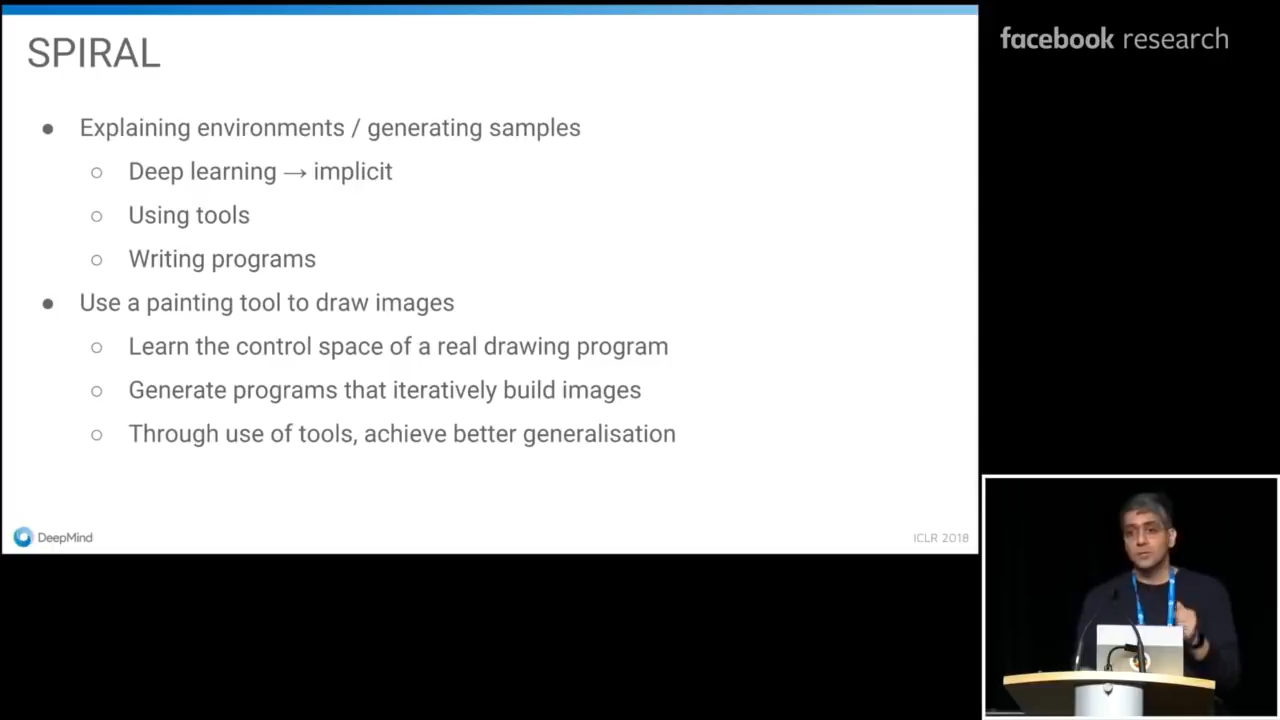 SPIRAL
● Explaining environments / generating samples
○ Deep learning → implicit
○ Using tools
○ Writing programs
● Use a painting tool to draw images
○ Learn the control space of a real drawing program
○ Generate programs that iteratively build images
○ Through use of tools, achieve better generalisation
DeepMind
ICLR 2018
facebook research